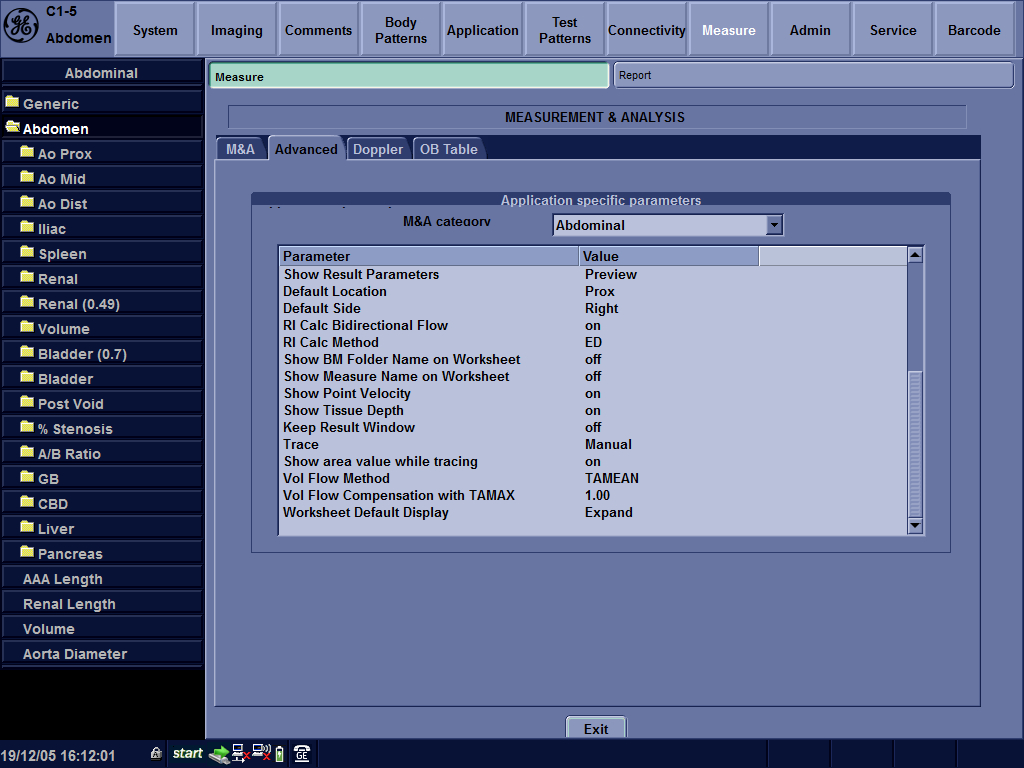 C1-5
Abdomen
System
Imaging
Comments
Body Patterns
Application
Test Patterns
Connectivity
Measure
Admin
Service
Barcode
Abdominal
Generic
Abdomen
Ao Prox
Ao Mid
Ao Dist
Iliac
Spleen
Renal
Renal (0.49)
Volume
Bladder (0.7)
Bladder
Post Void
% Stenosis
A/B Ratio
GB
CBD
Liver
Pancreas
AAA Length
Renal Length
Volume
Aorta Diameter
Measure
Report
MEASUREMENT & ANALYSIS
M&A
Advanced
Doppler
OB Table
Application specific parameters
M&A category
Abdominal
Parameter Value
Show Result Parameters Preview
Default Location Prox
Default Side Right
RI Calc Bidirectional Flow on
RI Calc Method ED
Show BM Folder Name on Worksheet off
Show Measure Name on Worksheet off
Show Point Velocity on
Show Tissue Depth on
Keep Result Window off
Trace Manual
Show area value while tracing on
Vol Flow Method TAMEAN
Vol Flow Compensation with TAMAX 1.00
Worksheet Default Display Expand
Exit
19/12/05 16:12:01
start
GE